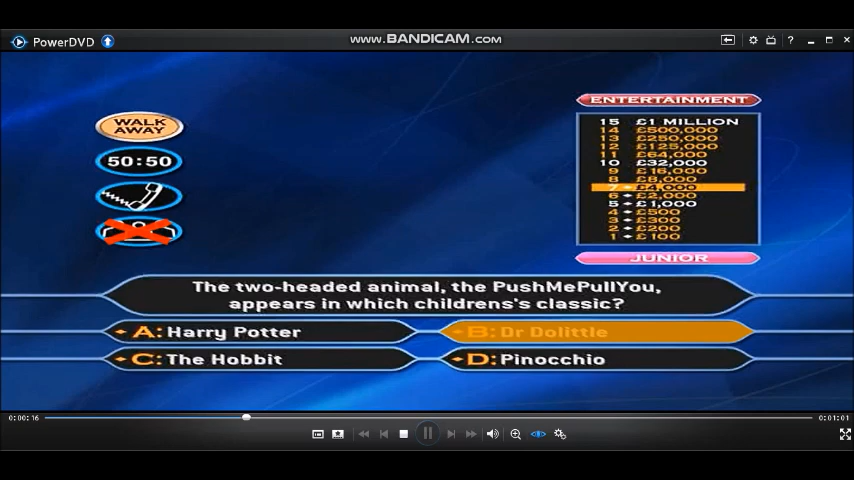 PowerDVD
www.BANDICAM.com
?
ENTERTAINMENT
WALK
AWAY
50:50
15 £1 MILLION
14 £500,000
13 £250,000
12 £125,000
11 £64,000
10 £32,000
9 £16,000
8 £8,000
7 £4,000
6 £2,000
5 £1,000
4 £500
3 £300
2 £200
1 £100
JUNIOR
The two-headed animal, the PushMePullYou,
appears in which childrens's classic?
A: Harry Potter
B: Dr Dolittle
C: The Hobbit
D: Pinocchio
0:00:16
0:01:01